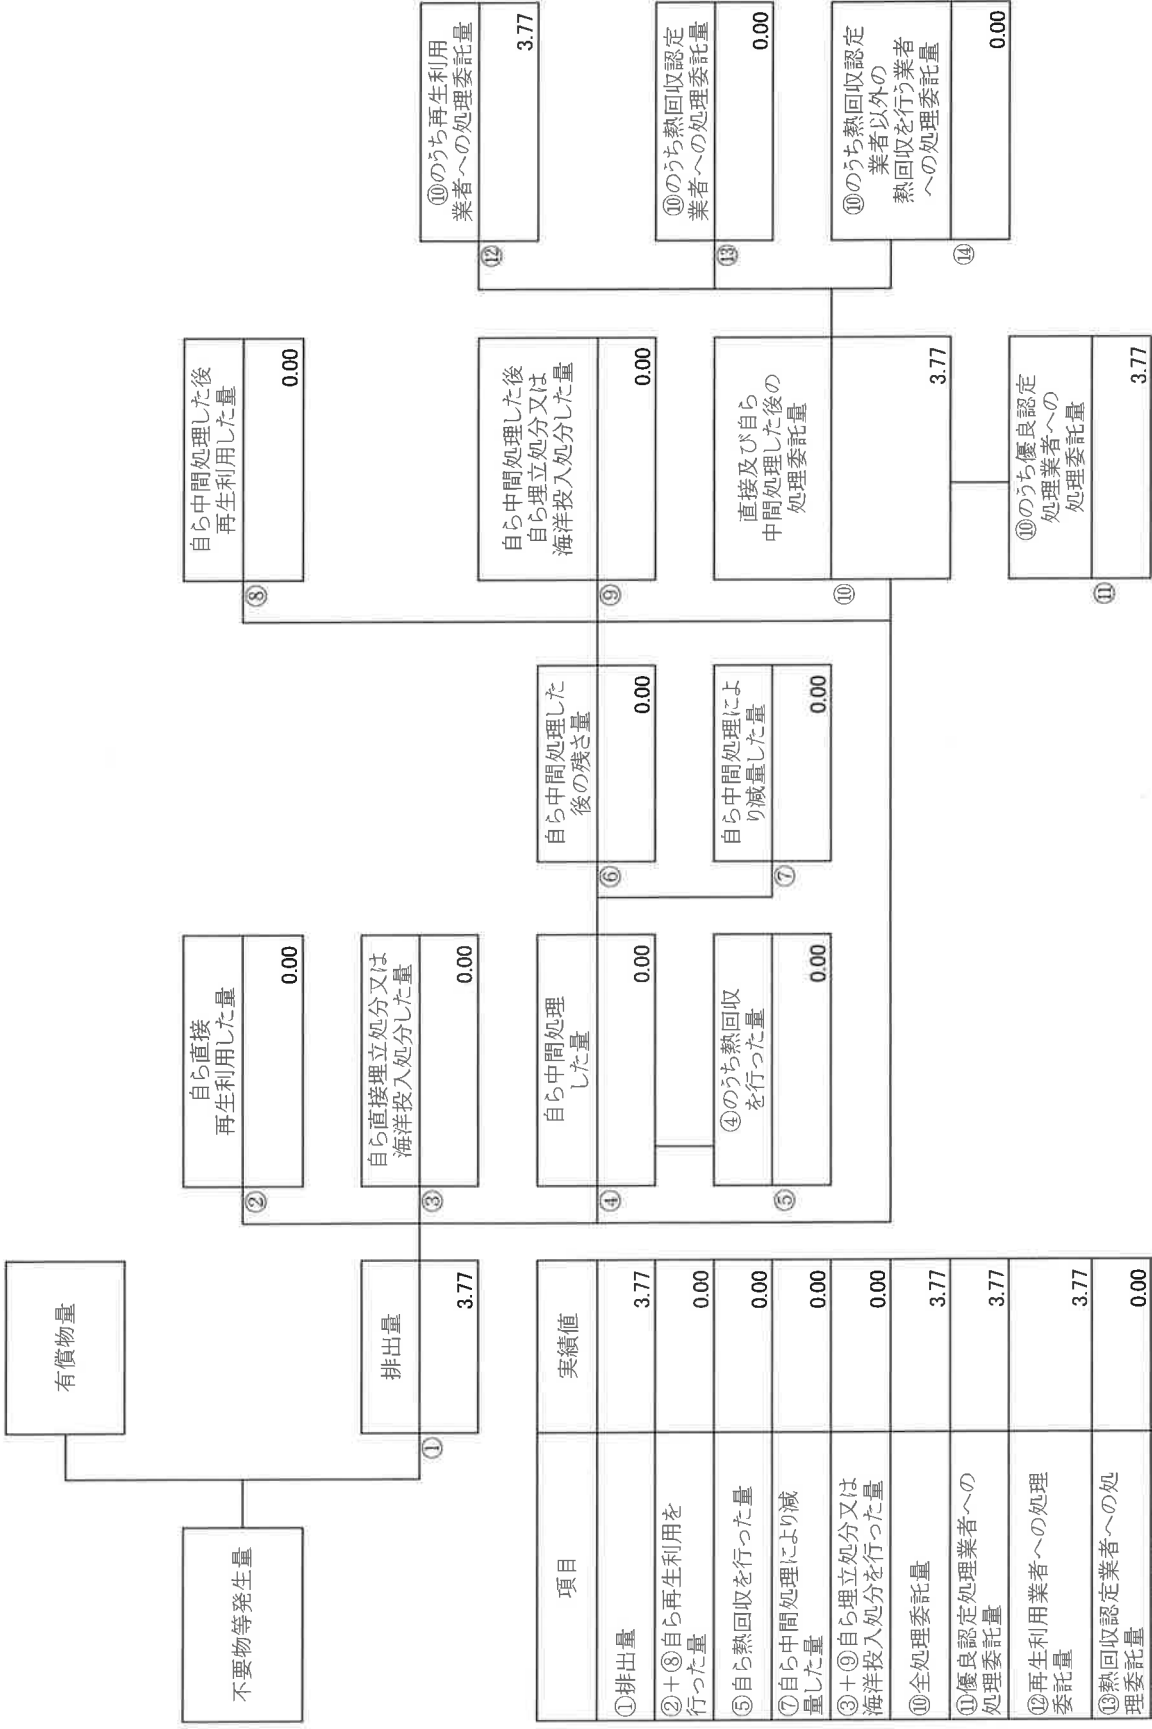 有償物量
不要物等発生量
排出量
①
3.77
自ら直接
再生利用した量
②
0.00
自ら直接埋立処分又は
海洋投入処分した量
③
0.00
自ら中間処理
した量
④
0.00
④のうち熱回収
を行った量
⑤
0.00
自ら中間処理した
後の残さ量
⑥
0.00
自ら中間処理によ
り減量した量
⑦
0.00
自ら中間処理した後
再生利用した量
⑧
0.00
自ら中間処理した後
自ら埋立処分又は
海洋投入処分した量
⑨
0.00
直接及び自ら
中間処理した後の
処理委託量
⑩
3.77
⑩のうち優良認定
処理業者への
処理委託量
⑪
3.77
⑩のうち再生利用
業者への処理委託量
⑫
3.77
⑩のうち熱回収認定
業者への処理委託量
⑬
0.00
⑩のうち熱回収認定
業者以外の
熱回収を行う業者
への処理委託量
⑭
0.00
項目 実績値
①排出量 3.77
②+⑧自ら再生利用を
行った量 0.00
⑤自ら熱回収を行った量 0.00
⑦自ら中間処理により減
量した量 0.00
③+⑨自ら埋立処分又は
海洋投入処分を行った量 0.00
⑩全処理委託量 3.77
⑪優良認定処理業者への
処理委託量 3.77
⑫再生利用業者への処理
委託量 3.77
⑬熱回収認定業者への処
理委託量 0.00